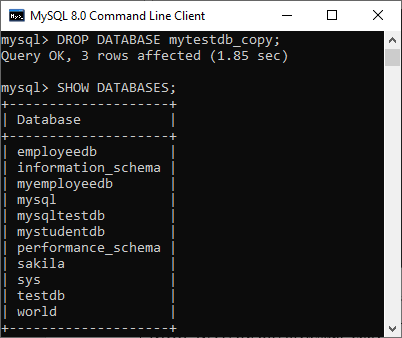 MySQL 8.0 Command Line Client
mysql> DROP DATABASE mytestdb_copy;
Query OK, 3 rows affected (1.85 sec)
mysql> SHOW DATABASES;
+--------------------+
| Database           |
+--------------------+
| employeedb         |
| information_schema |
| myemployeedb       |
| mysql              |
| mysqltestdb        |
| mystudentdb        |
| performance_schema |
| sakila             |
| sys                |
| testdb             |
| world              |
+--------------------+